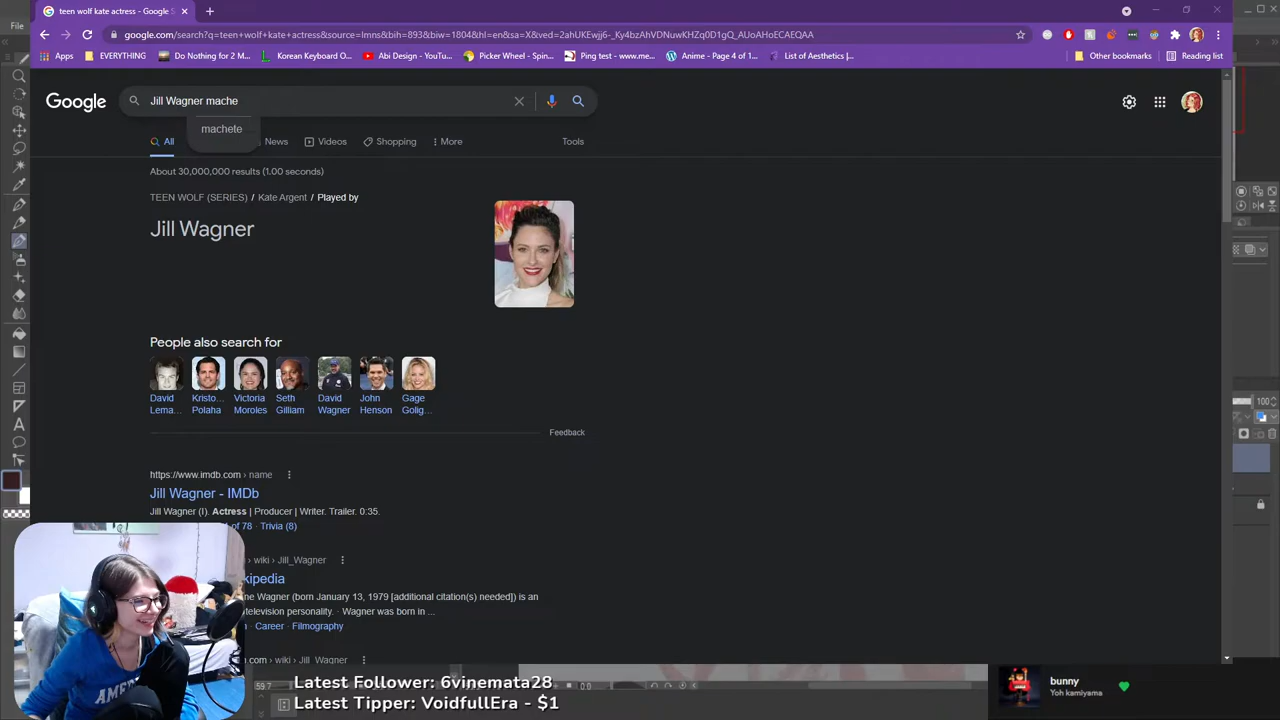 teen wolf kate actress - Google S
File
google.com/search?q=teen+wolf+kate+actress&source=lmns&bih=893&biw=1804&hl=en&sa=X&ved=2ahUKEwjj6-_Ky4bzAhVDNuwKHZq0D1gQ_AUoAHoECAEQAA
Apps EVERYTHING Do Nothing for 2 M... Korean Keyboard O... Abi Design - YouTu... Picker Wheel - Spin... Ping test - www.me... Anime - Page 4 of 1... List of Aesthetics |... Other bookmarks Reading list
Google Jill Wagner mache
machete
All News Videos Shopping More Tools
About 30,000,000 results (1.00 seconds)
TEEN WOLF (SERIES) / Kate Argent / Played by
Jill Wagner
People also search for
David Lema... Kristo... Polaha Victoria Moroles Seth Gilliam David Wagner John Henson Gage Golig...
Feedback
https://www.imdb.com › name
Jill Wagner - IMDb
Jill Wagner (I). Actress | Producer | Writer. Trailer. 0:35.
of 78 · Trivia (8)
› wiki › Jill_Wagner
kipedia
ne Wagner (born January 13, 1979 [additional citation(s) needed]) is an
television personality. · Wagner was born in ...
Career · Filmography
com › wiki › Jill_Wagner
100
59.7
Latest Follower: 6vinemata28
Latest Tipper: VoidfullEra - $1
bunny
Yoh kamiyama